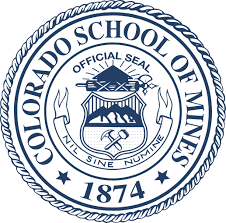 COLORADO SCHOOL OF MINES
OFFICIAL SEAL
NIL SINE NUMINE
★ 1874 ★